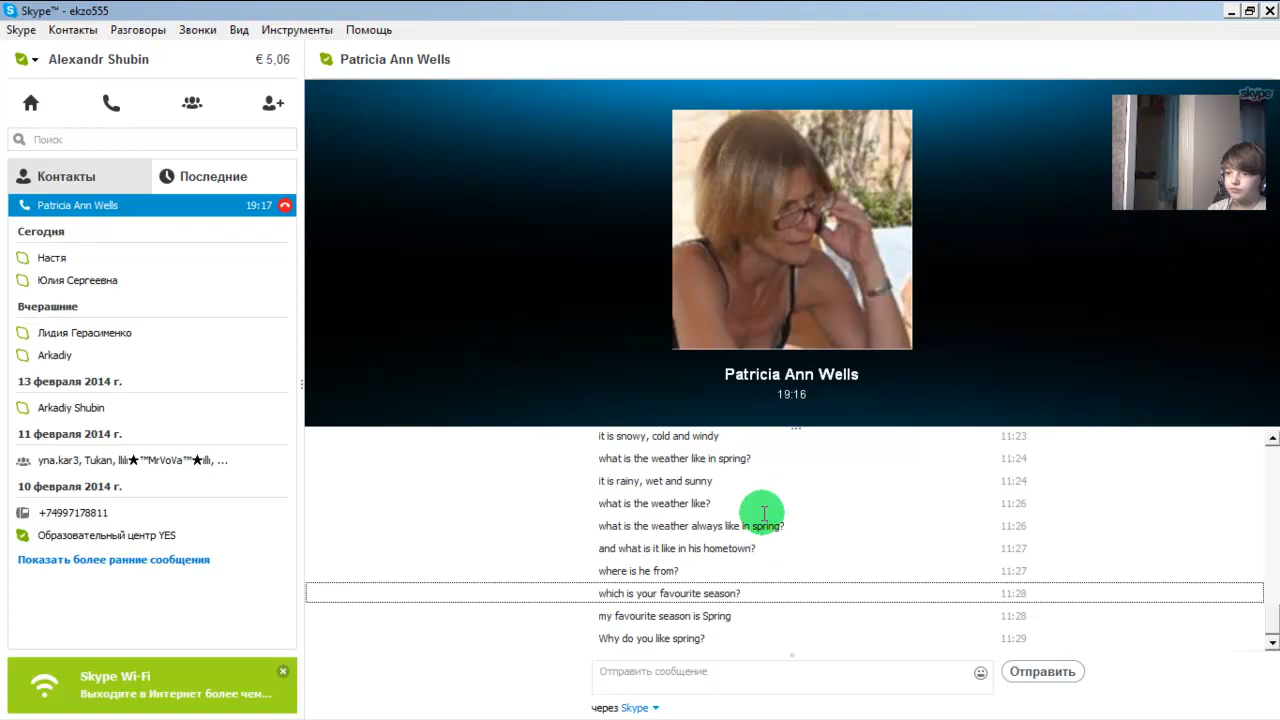 Skype™ - ekzo555
Skype Контакты Разговоры Звонки Вид Инструменты Помощь
Alexandr Shubin € 5,06
Поиск
Контакты Последние
Patricia Ann Wells 19:17
Сегодня
Настя
Юлия Сергеевна
Вчерашние
Лидия Герасименко
Arkadiy
13 февраля 2014 г.
Arkadiy Shubin
11 февраля 2014 г.
yna.kar3, Tukan, llılı★™MrVoVa™★ıllı, ...
10 февраля 2014 г.
+74997178811
Образовательный центр YES
Показать более ранние сообщения
Skype Wi-Fi
Выходите в Интернет более чем...
Patricia Ann Wells
skype
Patricia Ann Wells
19:16
it is snowy, cold and windy 11:23
what is the weather like in spring? 11:24
it is rainy, wet and sunny 11:24
what is the weather like? 11:26
what is the weather always like in spring? 11:26
and what is it like in his hometown? 11:27
where is he from? 11:27
which is your favourite season? 11:28
my favourite season is Spring 11:28
Why do you like spring? 11:29
Отправить сообщение Отправить
через Skype